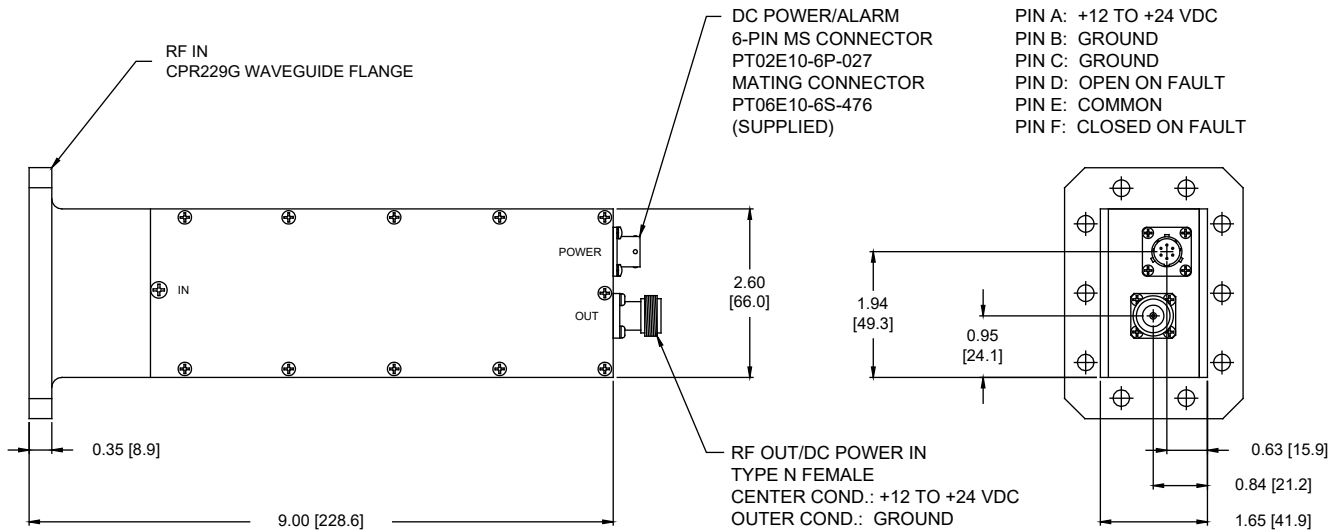 RF IN
CPR229G WAVEGUIDE FLANGE
DC POWER/ALARM
6-PIN MS CONNECTOR
PT02E10-6P-027
MATING CONNECTOR
PT06E10-6S-476
(SUPPLIED)
PIN A: +12 TO +24 VDC
PIN B: GROUND
PIN C: GROUND
PIN D: OPEN ON FAULT
PIN E: COMMON
PIN F: CLOSED ON FAULT
POWER
IN
OUT
2.60
[66.0]
1.94
[49.3]
0.95
[24.1]
0.35 [8.9]
9.00 [228.6]
RF OUT/DC POWER IN
TYPE N FEMALE
CENTER COND.: +12 TO +24 VDC
OUTER COND.: GROUND
0.63 [15.9]
0.84 [21.2]
1.65 [41.9]